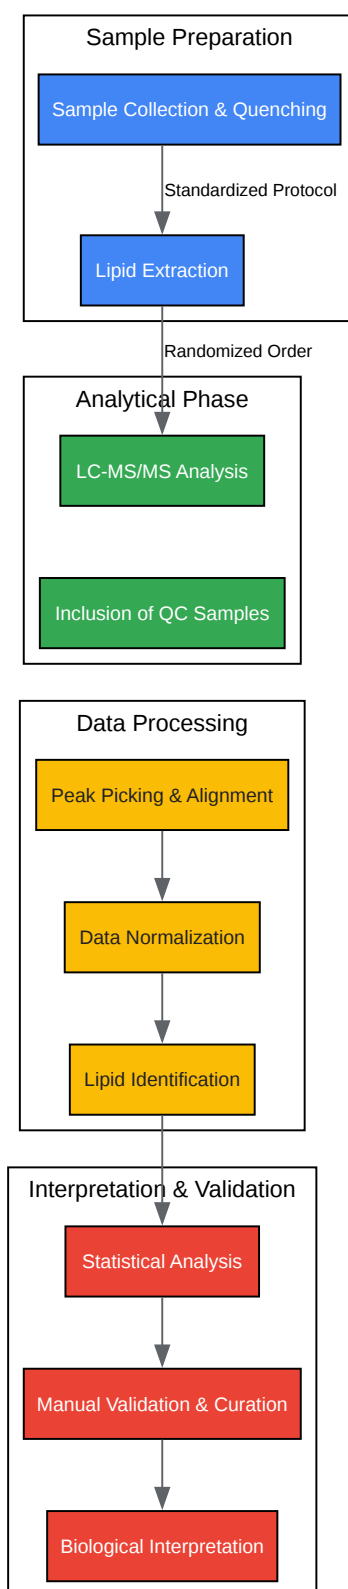 Sample Preparation
Sample Collection & Quenching
Standardized Protocol
Lipid Extraction
Randomized Order
Analytical Phase
LC-MS/MS Analysis
Inclusion of QC Samples
Data Processing
Peak Picking & Alignment
Data Normalization
Lipid Identification
Interpretation & Validation
Statistical Analysis
Manual Validation & Curation
Biological Interpretation